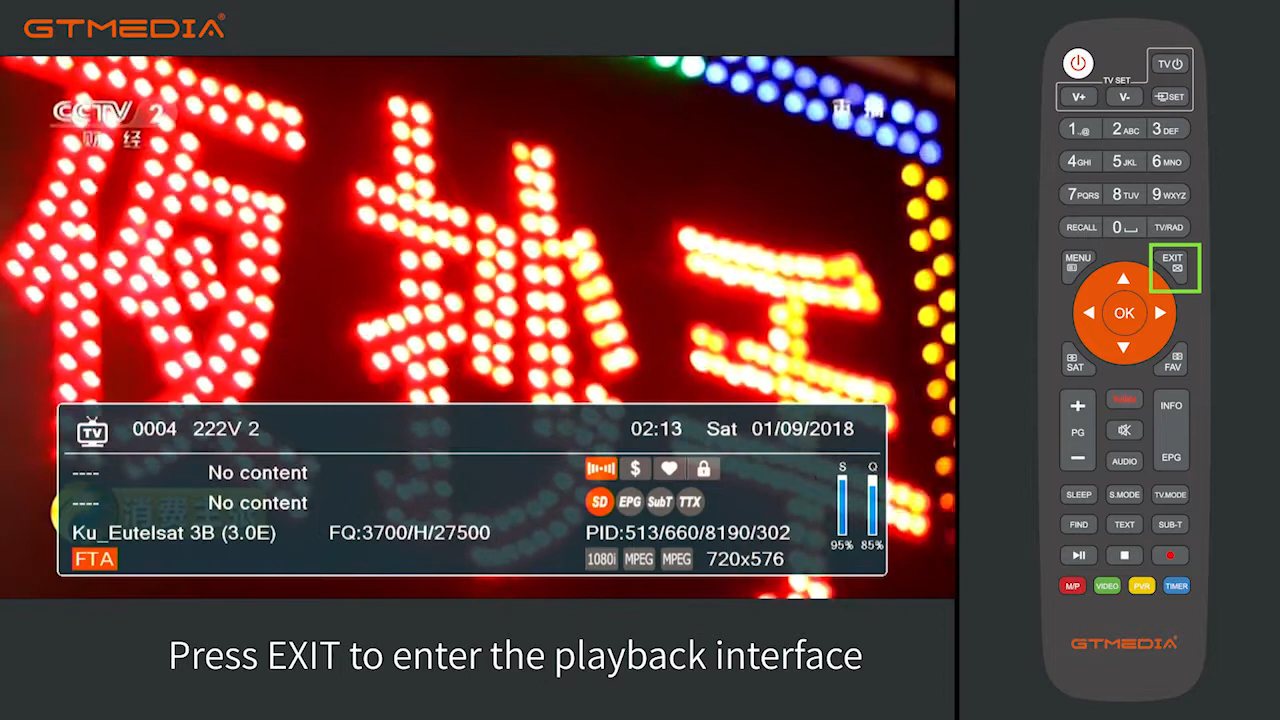 GTMEDIA®
CCTV 2
财 经
直 播
0004 222V 2
02:13 Sat 01/09/2018
---- No content
---- No content
$
SD EPG SubT TTX
S Q
95% 85%
Ku_Eutelsat 3B (3.0E) FQ:3700/H/27500 PID:513/660/8190/302
FTA
1080i MPEG MPEG 720x576
Press EXIT to enter the playback interface
TV
TV SET
V+ V- SET
1.,@ 2ABC 3DEF
4GHI 5JKL 6MNO
7PQRS 8TUV 9WXYZ
RECALL 0 TV/RAD
MENU EXIT
OK
SAT FAV
+ INFO
PG
− EPG
AUDIO
SLEEP S.MODE TV.MODE
FIND TEXT SUB-T
M/P VIDEO PVR TIMER
GTMEDIA®